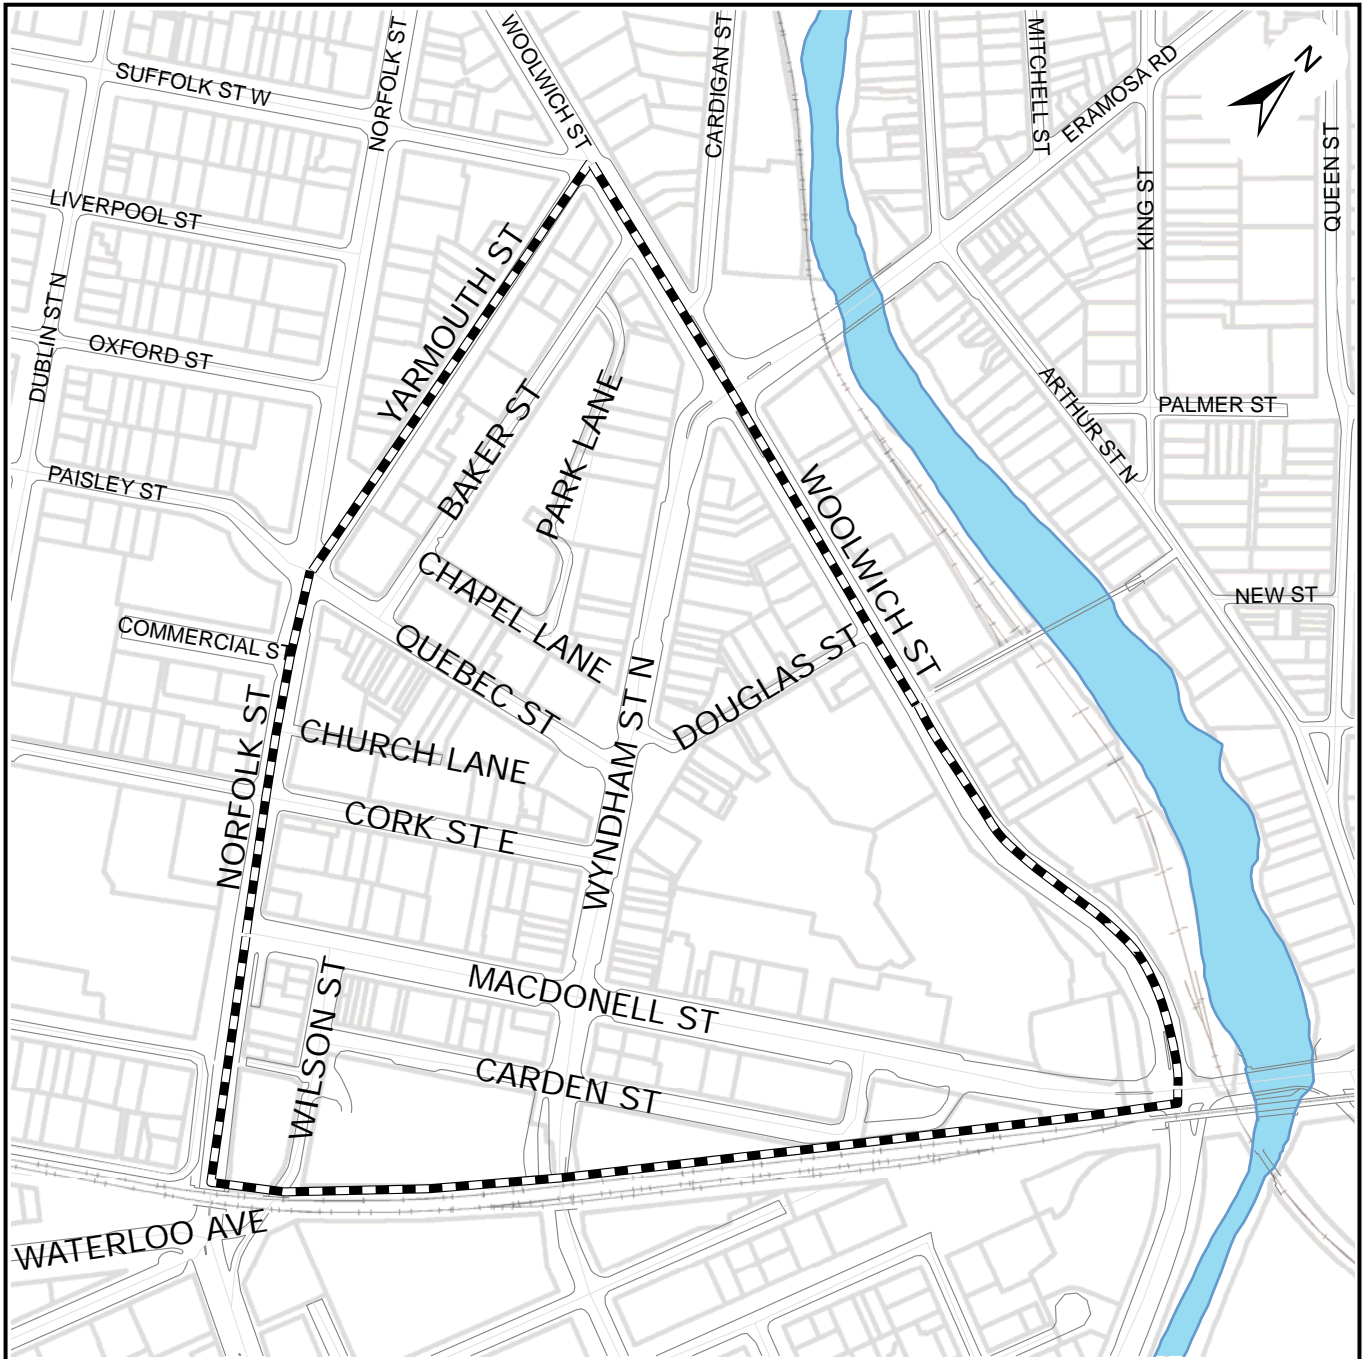 SUFFOLK ST W
NORFOLK ST
WOOLWICH ST
CARDIGAN ST
MITCHELL ST
ERAMOSA RD
N
KING ST
QUEEN ST
LIVERPOOL ST
DUBLIN ST N
OXFORD ST
YARMOUTH ST
BAKER ST
PARK LANE
ARTHUR ST N
PALMER ST
PAISLEY ST
CHAPEL LANE
WOOLWICH ST
NEW ST
COMMERCIAL ST
QUEBEC ST
DOUGLAS ST
NORFOLK ST
CHURCH LANE
WYNDHAM ST N
CORK ST E
MACDONELL ST
WILSON ST
CARDEN ST
WATERLOO AVE